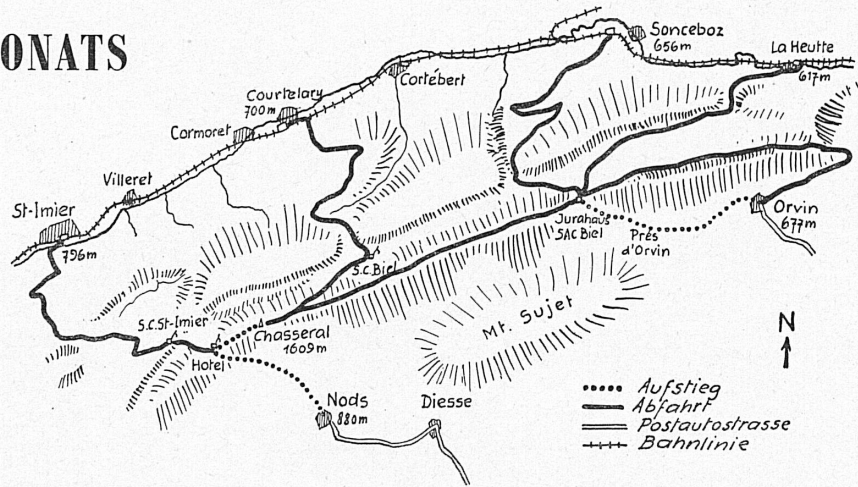 ONATS
Sonceboz
656m
La Heutte
617m
Cortébert
Courtelary
700m
Cormoret
Villeret
St-Imier
796m
Orvin
677m
Jurahaus
SAC Biel
Prés
d'Orvin
S.C. Biel
S.C. St-Imier
Chasseral
1609m
Hotel
Mt. Sujet
N
Nods
880m
Diesse
Aufstieg
Abfahrt
Postautostrasse
Bahnlinie